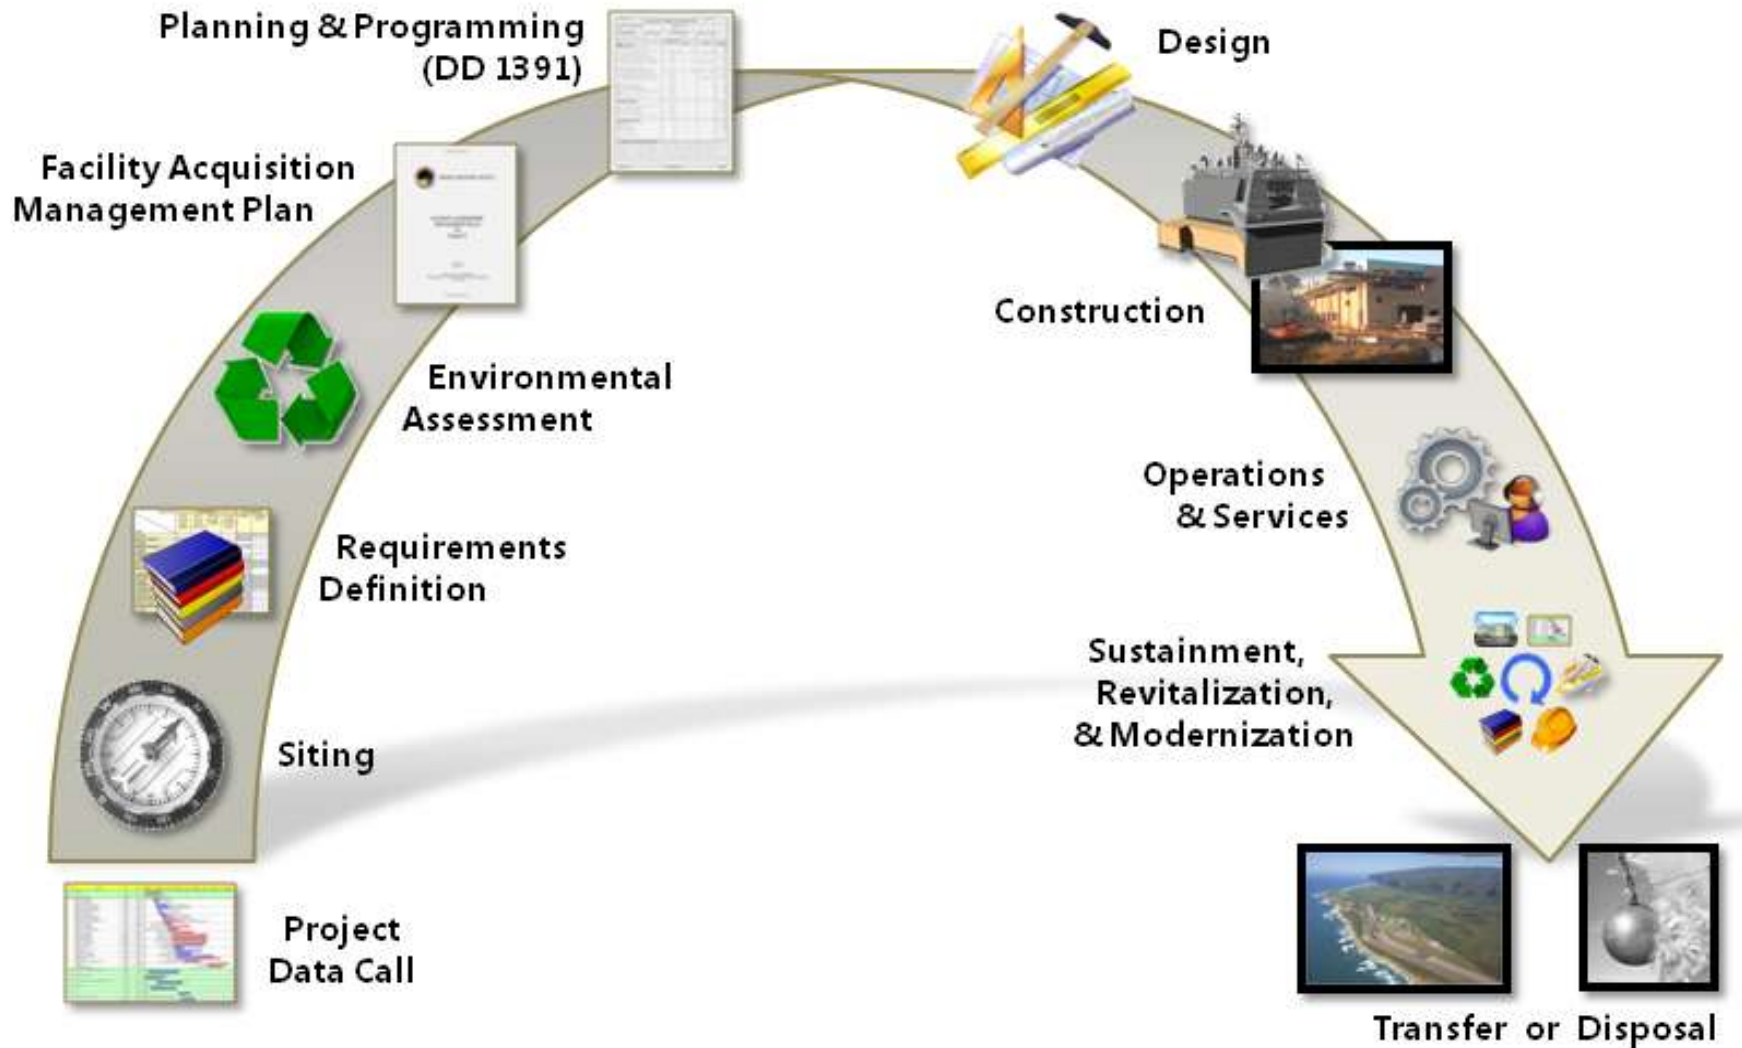 Planning & Programming
(DD 1391)
Design
Facility Acquisition
Management Plan
Construction
Environmental
Assessment
Operations
& Services
Requirements
Definition
Sustainment,
Revitalization,
& Modernization
Siting
Project
Data Call
Transfer or Disposal